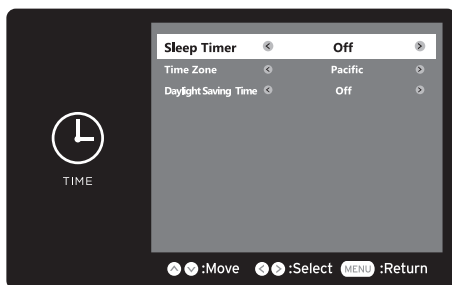 Sleep Timer Off
Time Zone Pacific
Daylight Saving Time Off
TIME
:Move :Select MENU :Return